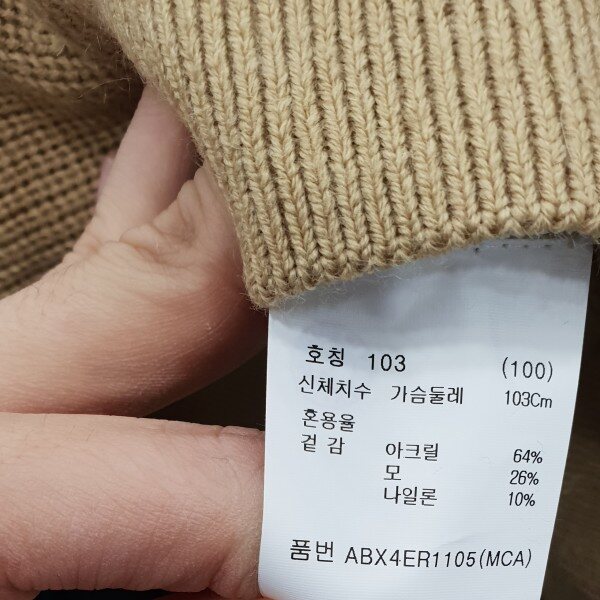 호칭 103 (100)
신체치수 가슴둘레 103Cm
혼용율
겉감 아크릴 64%
모 26%
나일론 10%
품번 ABX4ER1105(MCA)